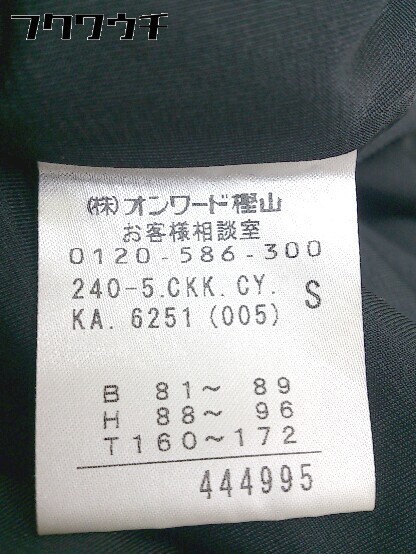 フクワウチ
(株)オンワード樫山
お客様相談室
0120-586-300
240-5.CKK.CY. S
KA. 6251 (005)
B 81～ 89
H 88～ 96
T160～172
444995